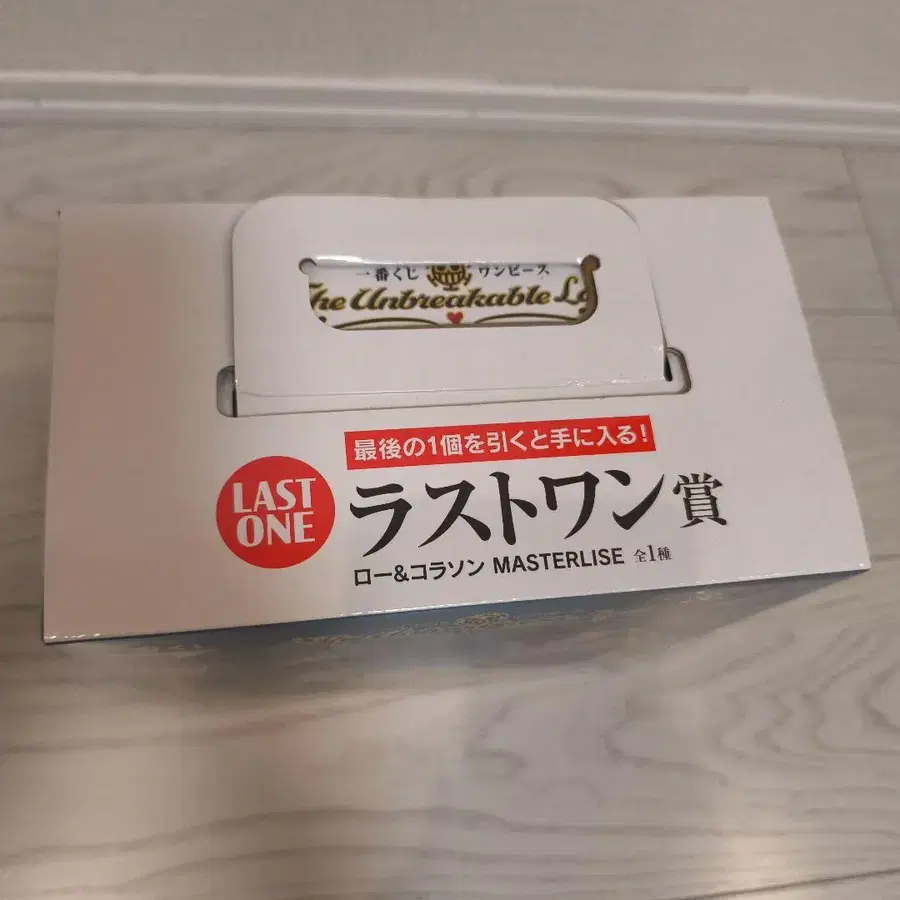 一番くじ ワンピース
The Unbreakable
最後の1個を引くと手に入る!
LAST
ONE
ラストワン賞
ロー&コラソン MASTERLISE 全1種